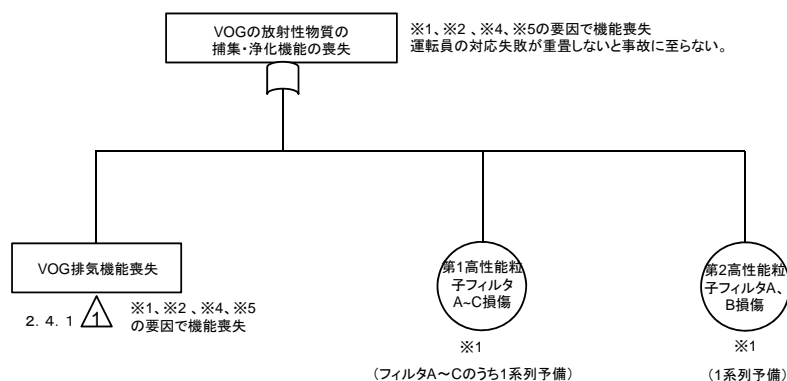 VOGの放射性物質の
捕集・浄化機能の喪失
※1、※2 、※4、※5の要因で機能喪失
運転員の対応失敗が重畳しないと事故に至らない。
VOG排気機能喪失
2．4．1
1
※1、※2 、※4、※5
の要因で機能喪失
第1高性能粒
子フィルタ
A~C損傷
※1
（フィルタA～Cのうち1系列予備）
第2高性能粒
子フィルタA、
B損傷
※1
（1系列予備）